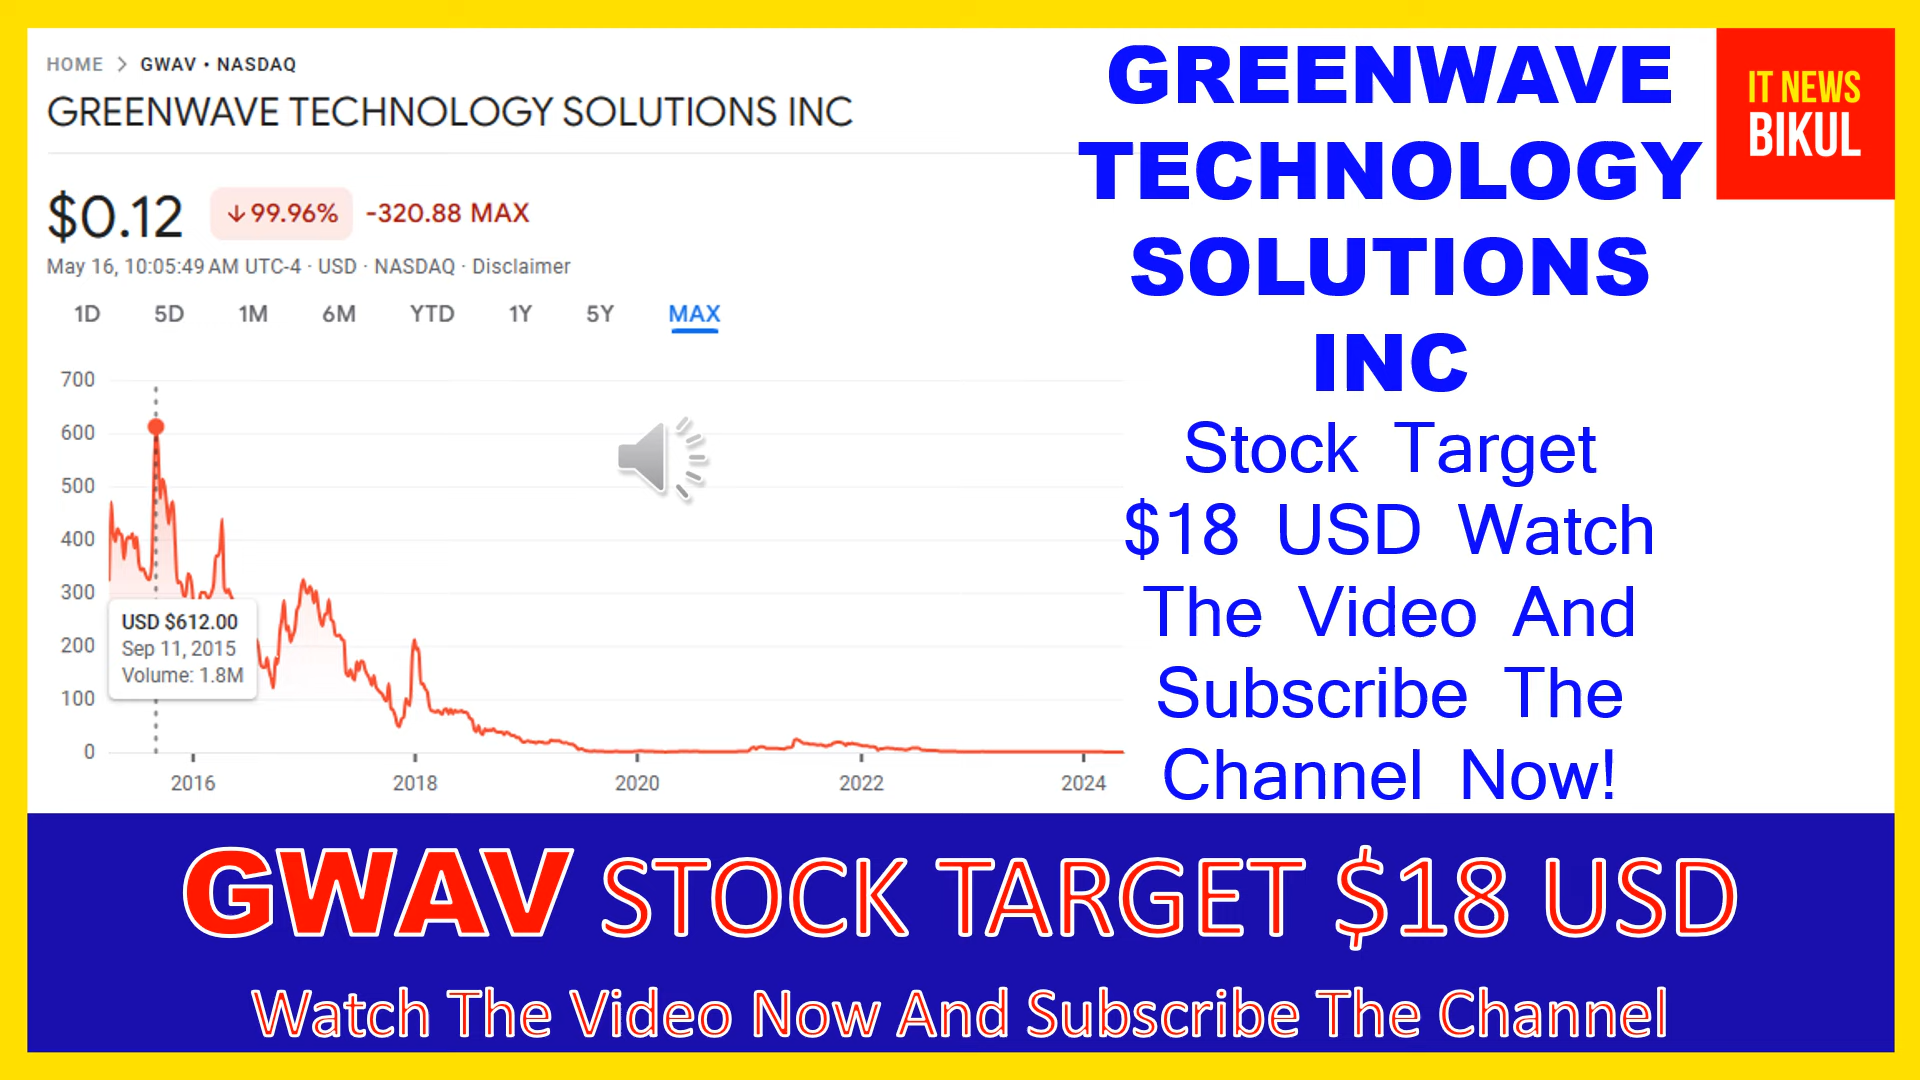 HOME > GWAV • NASDAQ
GREENWAVE TECHNOLOGY SOLUTIONS INC
$0.12 ↓99.96% -320.88 MAX
May 16, 10:05:49 AM UTC-4 · USD · NASDAQ · Disclaimer
1D 5D 1M 6M YTD 1Y 5Y MAX
700
600
500
400
300
200
100
0
USD $612.00
Sep 11, 2015
Volume: 1.8M
2016 2018 2020 2022 2024
GREENWAVE
TECHNOLOGY
SOLUTIONS
INC
Stock Target
$18 USD Watch
The Video And
Subscribe The
Channel Now!
IT NEWS
BIKUL
GWAV STOCK TARGET $18 USD
Watch The Video Now And Subscribe The Channel